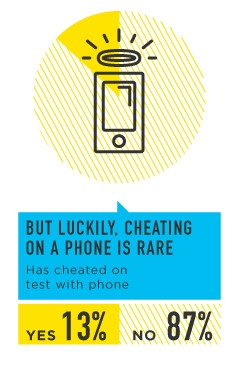 BUT LUCKILY, CHEATING
ON A PHONE IS RARE
Has cheated on
test with phone
YES 13% NO 87%